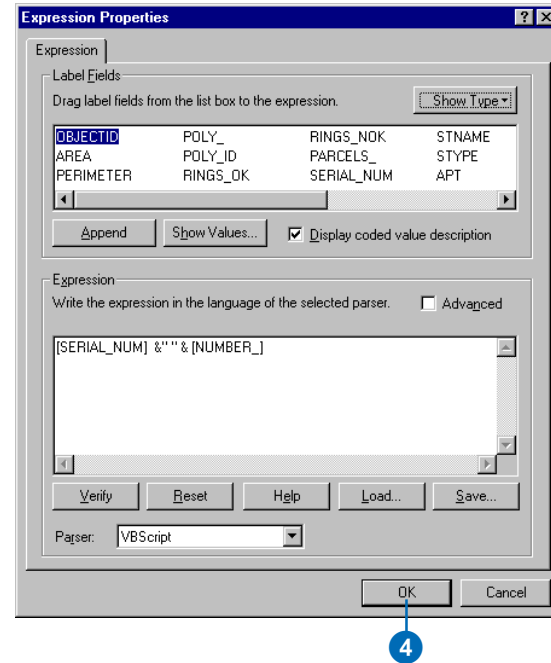 Expression Properties
Expression
Label Fields
Drag label fields from the list box to the expression.
Show Type
OBJECTID POLY_ RINGS_NOK STNAME
AREA POLY_ID PARCELS_ STYPE
PERIMETER RINGS_OK SERIAL_NUM APT
Append Show Values... Display coded value description
Expression
Write the expression in the language of the selected parser. Advanced
[SERIAL_NUM] &" "& [NUMBER_]
Verify Reset Help Load... Save...
Parser: VBScript
OK Cancel
4